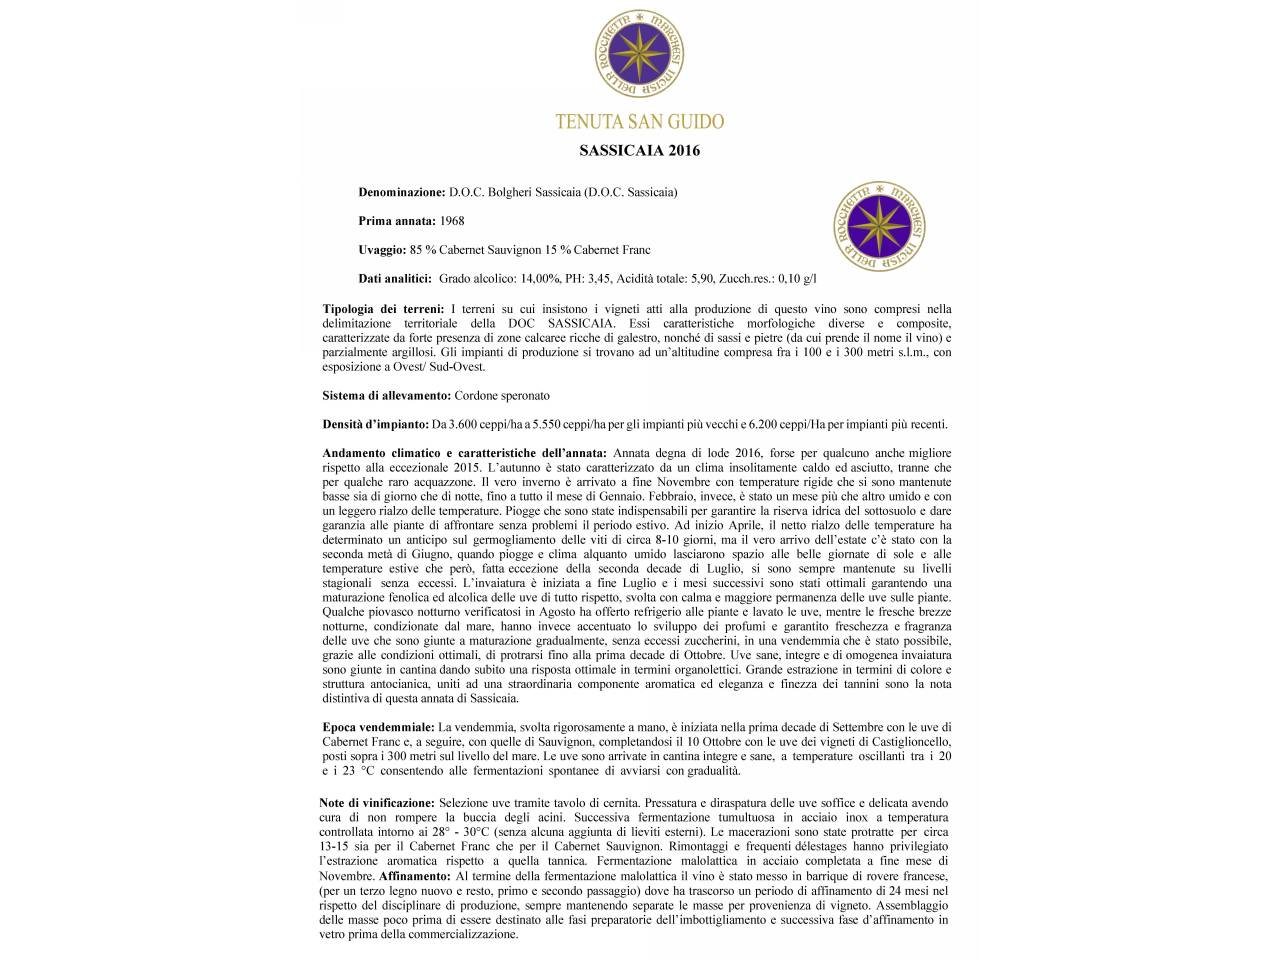 MARCHESI INCISA DELLA ROCCHETTA
TENUTA SAN GUIDO
SASSICAIA 2016
Denominazione: D.O.C. Bolgheri Sassicaia (D.O.C. Sassicaia)
MARCHESI INCISA DELLA ROCCHETTA
Prima annata: 1968
Uvaggio: 85 % Cabernet Sauvignon 15 % Cabernet Franc
Dati analitici: Grado alcolico: 14,00%, PH: 3,45, Acidità totale: 5,90, Zucch.res.: 0,10 g/l
Tipologia dei terreni: I terreni su cui insistono i vigneti atti alla produzione di questo vino sono compresi nella
delimitazione territoriale della DOC SASSICAIA. Essi caratteristiche morfologiche diverse e composite,
caratterizzate da forte presenza di zone calcaree ricche di galestro, nonché di sassi e pietre (da cui prende il nome il vino) e
parzialmente argillosi. Gli impianti di produzione si trovano ad un’altitudine compresa fra i 100 e i 300 metri s.l.m., con
esposizione a Ovest/ Sud-Ovest.
Sistema di allevamento: Cordone speronato
Densità d’impianto: Da 3.600 ceppi/ha a 5.550 ceppi/ha per gli impianti più vecchi e 6.200 ceppi/Ha per impianti più recenti.
Andamento climatico e caratteristiche dell’annata: Annata degna di lode 2016, forse per qualcuno anche migliore
rispetto alla eccezionale 2015. L’autunno è stato caratterizzato da un clima insolitamente caldo ed asciutto, tranne che
per qualche raro acquazzone. Il vero inverno è arrivato a fine Novembre con temperature rigide che si sono mantenute
basse sia di giorno che di notte, fino a tutto il mese di Gennaio. Febbraio, invece, è stato un mese più che altro umido e con
un leggero rialzo delle temperature. Piogge che sono state indispensabili per garantire la riserva idrica del sottosuolo e dare
garanzia alle piante di affrontare senza problemi il periodo estivo. Ad inizio Aprile, il netto rialzo delle temperature ha
determinato un anticipo sul germogliamento delle viti di circa 8-10 giorni, ma il vero arrivo dell’estate c’è stato con la
seconda metà di Giugno, quando piogge e clima alquanto umido lasciarono spazio alle belle giornate di sole e alle
temperature estive che però, fatta eccezione della seconda decade di Luglio, si sono sempre mantenute su livelli
stagionali senza eccessi. L’invaiatura è iniziata a fine Luglio e i mesi successivi sono stati ottimali garantendo una
maturazione fenolica ed alcolica delle uve di tutto rispetto, svolta con calma e maggiore permanenza delle uve sulle piante.
Qualche piovasco notturno verificatosi in Agosto ha offerto refrigerio alle piante e lavato le uve, mentre le fresche brezze
notturne, condizionate dal mare, hanno invece accentuato lo sviluppo dei profumi e garantito freschezza e fragranza
delle uve che sono giunte a maturazione gradualmente, senza eccessi zuccherini, in una vendemmia che è stato possibile,
grazie alle condizioni ottimali, di protrarsi fino alla prima decade di Ottobre. Uve sane, integre e di omogenea invaiatura
sono giunte in cantina dando subito una risposta ottimale in termini organolettici. Grande estrazione in termini di colore e
struttura antocianica, uniti ad una straordinaria componente aromatica ed eleganza e finezza dei tannini sono la nota
distintiva di questa annata di Sassicaia.
Epoca vendemmiale: La vendemmia, svolta rigorosamente a mano, è iniziata nella prima decade di Settembre con le uve di
Cabernet Franc e, a seguire, con quelle di Sauvignon, completandosi il 10 Ottobre con le uve dei vigneti di Castiglioncello,
posti sopra i 300 metri sul livello del mare. Le uve sono arrivate in cantina integre e sane, a temperature oscillanti tra i 20
e i 23 °C consentendo alle fermentazioni spontanee di avviarsi con gradualità.
Note di vinificazione: Selezione uve tramite tavolo di cernita. Pressatura e diraspatura delle uve soffice e delicata avendo
cura di non rompere la buccia degli acini. Successiva fermentazione tumultuosa in acciaio inox a temperatura
controllata intorno ai 28° - 30°C (senza alcuna aggiunta di lieviti esterni). Le macerazioni sono state protratte per circa
13-15 sia per il Cabernet Franc che per il Cabernet Sauvignon. Rimontaggi e frequenti délestages hanno privilegiato
l’estrazione aromatica rispetto a quella tannica. Fermentazione malolattica in acciaio completata a fine mese di
Novembre. Affinamento: Al termine della fermentazione malolattica il vino è stato messo in barrique di rovere francese,
(per un terzo legno nuovo e resto, primo e secondo passaggio) dove ha trascorso un periodo di affinamento di 24 mesi nel
rispetto del disciplinare di produzione, sempre mantenendo separate le masse per provenienza di vigneto. Assemblaggio
delle masse poco prima di essere destinato alle fasi preparatorie dell’imbottigliamento e successiva fase d’affinamento in
vetro prima della commercializzazione.